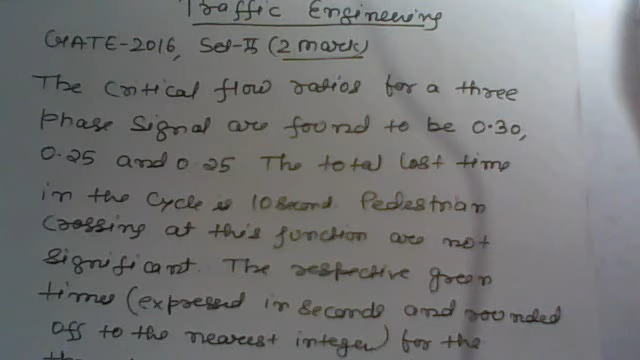 Traffic Engineering
GATE-2016, Set-II (2 mark)
The Critical flow ratios for a three
phase signal are found to be 0.30,
0.25 and 0.25 The total lost time
in the cycle is 10 second. Pedestrian
Crossing at this junction are not
significant. The respective green
times (expressed in seconds and rounded
off to the nearest integer) for the